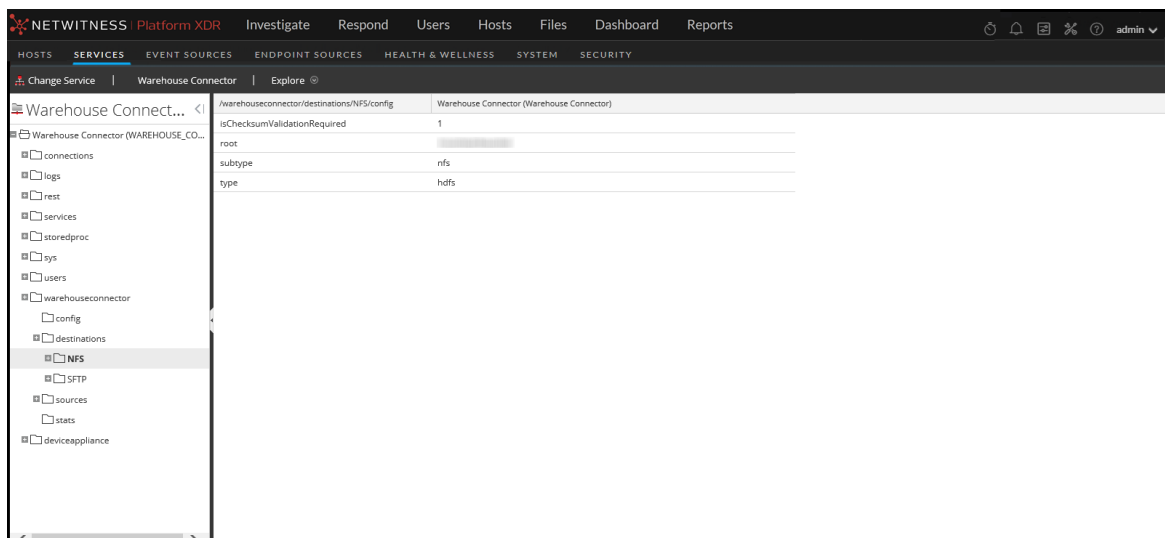 NETWITNESS Platform XDR Investigate Respond Users Hosts Files Dashboard Reports admin
HOSTS SERVICES EVENT SOURCES ENDPOINT SOURCES HEALTH & WELLNESS SYSTEM SECURITY
Change Service | Warehouse Connector | Explore
Warehouse Connect...
/warehouseconnector/destinations/NFS/config Warehouse Connector (Warehouse Connector)
isChecksumValidationRequired 1
root
subtype nfs
type hdfs
Warehouse Connector (WAREHOUSE_CO...
connections
logs
rest
services
storedproc
sys
users
warehouseconnector
config
destinations
NFS
SFTP
sources
stats
deviceappliance